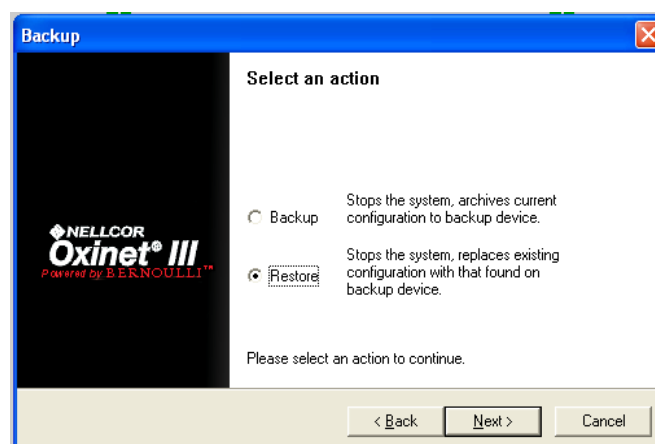 Backup
Select an action
Backup
Stops the system, archives current
configuration to backup device.
NELLCOR
Oxinet® III
Powered by BERNOULLI™
Restore
Stops the system, replaces existing
configuration with that found on
backup device.
Please select an action to continue.
< Back
Next >
Cancel